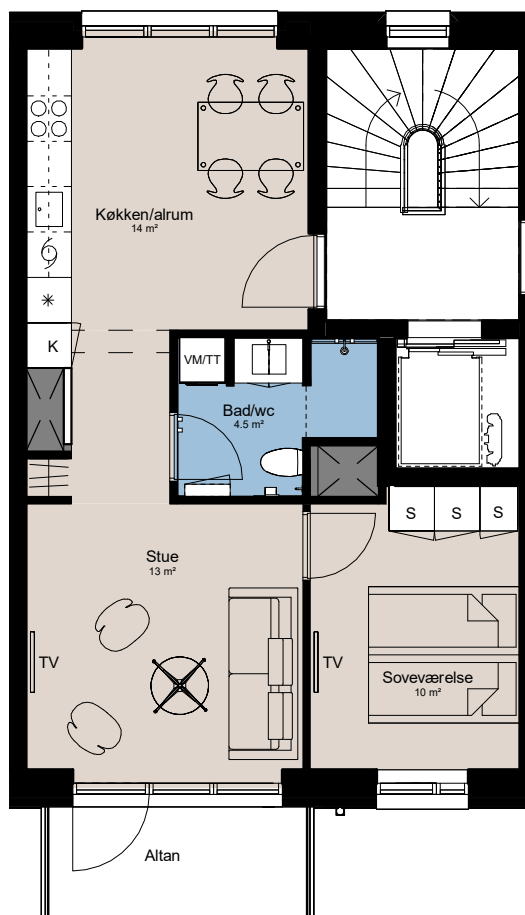 Køkken/alrum
14 m²
K
VM/TT
Bad/wc
4.5 m²
S
S
S
Stue
13 m²
TV
TV
Soveværelse
10 m²
Altan